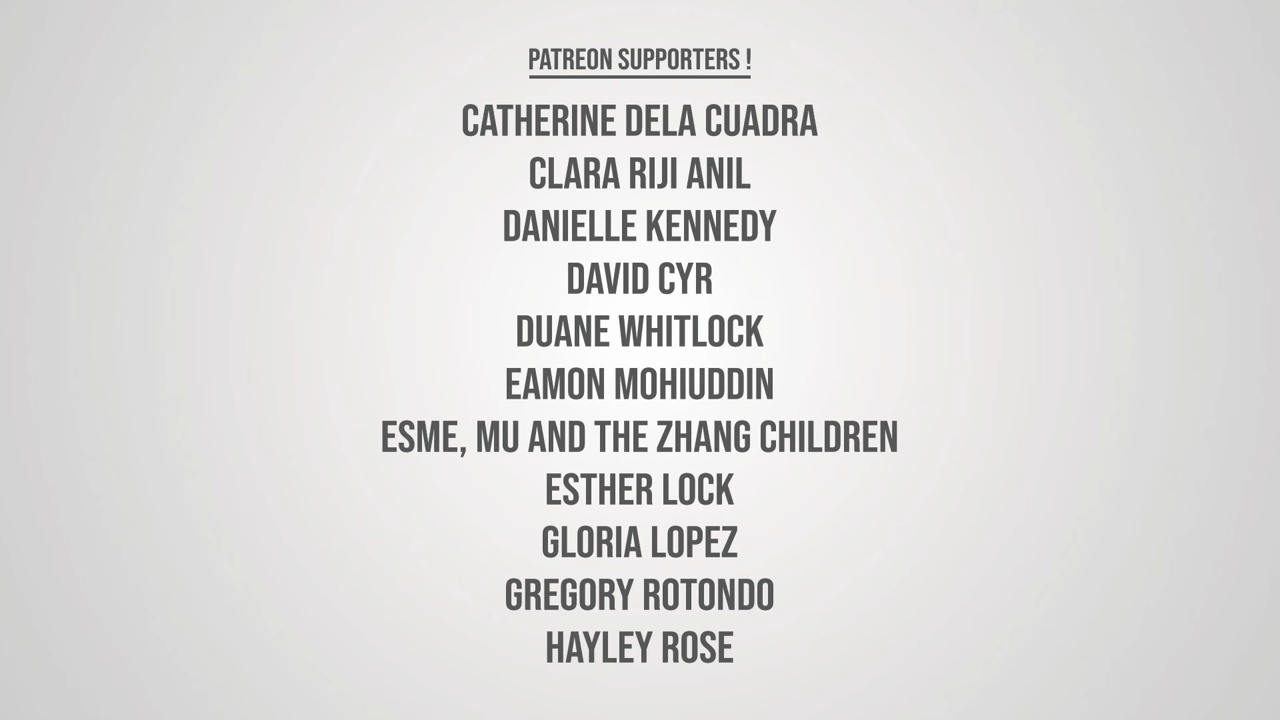 PATREON SUPPORTERS !
CATHERINE DELA CUADRA
CLARA RIJI ANIL
DANIELLE KENNEDY
DAVID CYR
DUANE WHITLOCK
EAMON MOHIUDDIN
ESME, MU AND THE ZHANG CHILDREN
ESTHER LOCK
GLORIA LOPEZ
GREGORY ROTONDO
HAYLEY ROSE